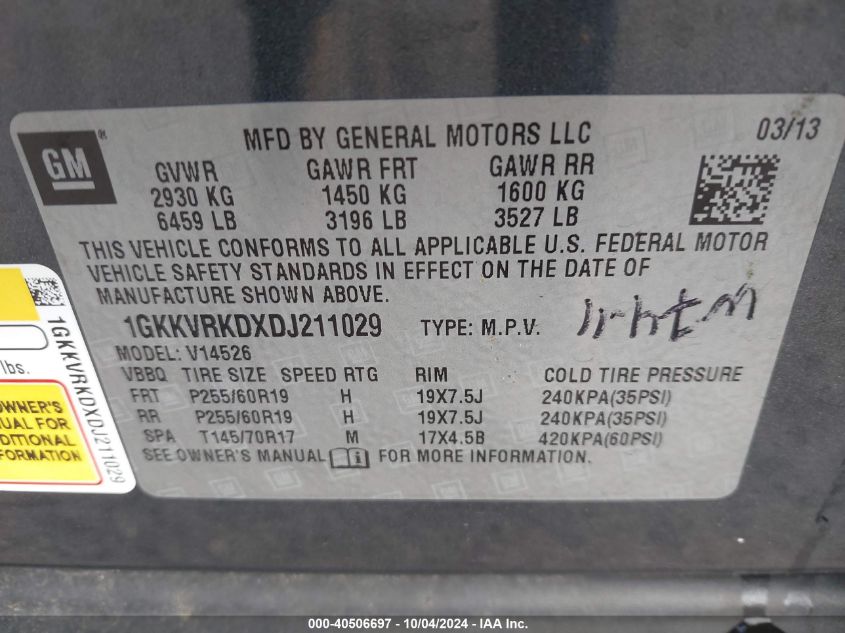 GM ®
MFD BY GENERAL MOTORS LLC
03/13
GVWR GAWR FRT GAWR RR
2930 KG 1450 KG 1600 KG
6459 LB 3196 LB 3527 LB
THIS VEHICLE CONFORMS TO ALL APPLICABLE U.S. FEDERAL MOTOR
VEHICLE SAFETY STANDARDS IN EFFECT ON THE DATE OF
MANUFACTURE SHOWN ABOVE.
1GKKVRKDXDJ211029 TYPE: M.P.V.
MODEL: V14526
VBBQ TIRE SIZE SPEED RTG RIM COLD TIRE PRESSURE
FRT P255/60R19 H 19X7.5J 240KPA(35PSI)
RR P255/60R19 H 19X7.5J 240KPA(35PSI)
SPA T145/70R17 M 17X4.5B 420KPA(60PSI)
SEE OWNER'S MANUAL FOR MORE INFORMATION.
1GKKVRKDXDJ211029
lbs.
OWNER'S
FOR
INFORMATION
000-40506697 - 10/04/2024 - IAA Inc.